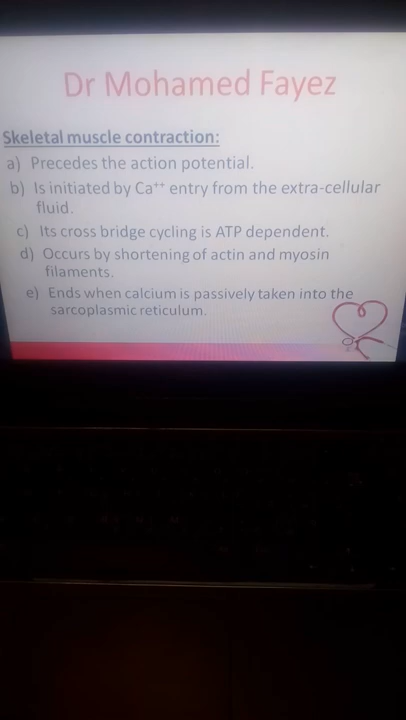 Dr Mohamed Fayez
Skeletal muscle contraction:
a) Precedes the action potential.
b) Is initiated by Ca⁺⁺ entry from the extra-cellular
fluid.
c) Its cross bridge cycling is ATP dependent.
d) Occurs by shortening of actin and myosin
filaments.
e) Ends when calcium is passively taken into the
sarcoplasmic reticulum.